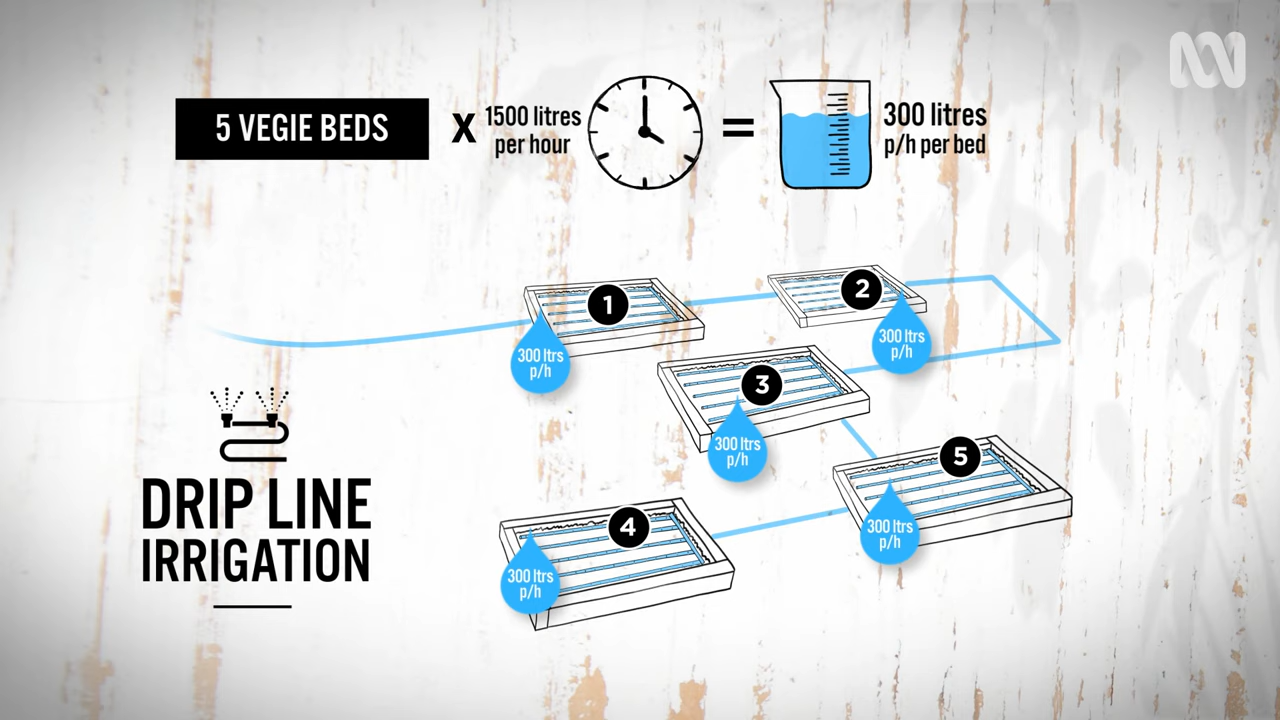 5 VEGIE BEDS
X
1500 litres
per hour
=
300 litres
p/h per bed
1
300 ltrs
p/h
2
300 ltrs
p/h
3
300 ltrs
p/h
5
300 ltrs
p/h
4
300 ltrs
p/h
DRIP LINE
IRRIGATION